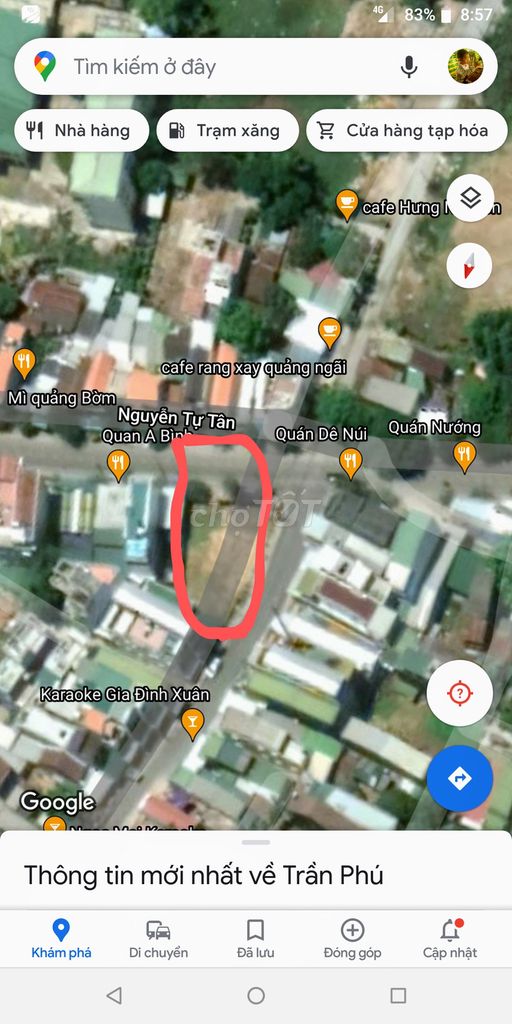 4G 83% 8:57
Tìm kiếm ở đây
Nhà hàng
Trạm xăng
Cửa hàng tạp hóa
cafe Hưng
cafe rang xay quảng ngãi
Mì quảng Bờm
Nguyễn Tự Tân
Quan A Bình
Quán Dê Núi
Quán Nướng
chợTỐT
Karaoke Gia Đình Xuân
Google
Thông tin mới nhất về Trần Phú
Khám phá
Di chuyển
Đã lưu
Đóng góp
Cập nhật